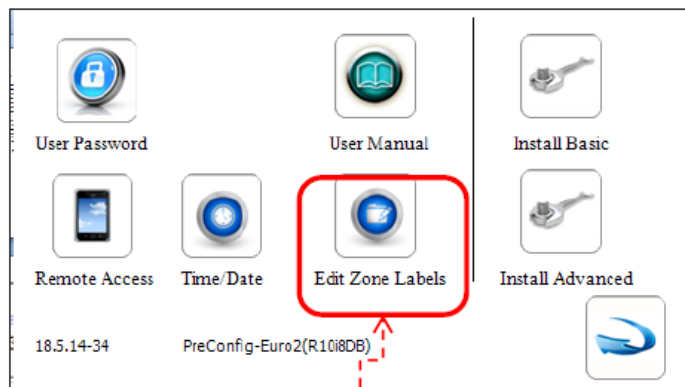 User Password
User Manual
Install Basic
Remote Access
Time/Date
Edit Zone Labels
Install Advanced
18.5.14-34
PreConfig-Euro2(R10i8DB)